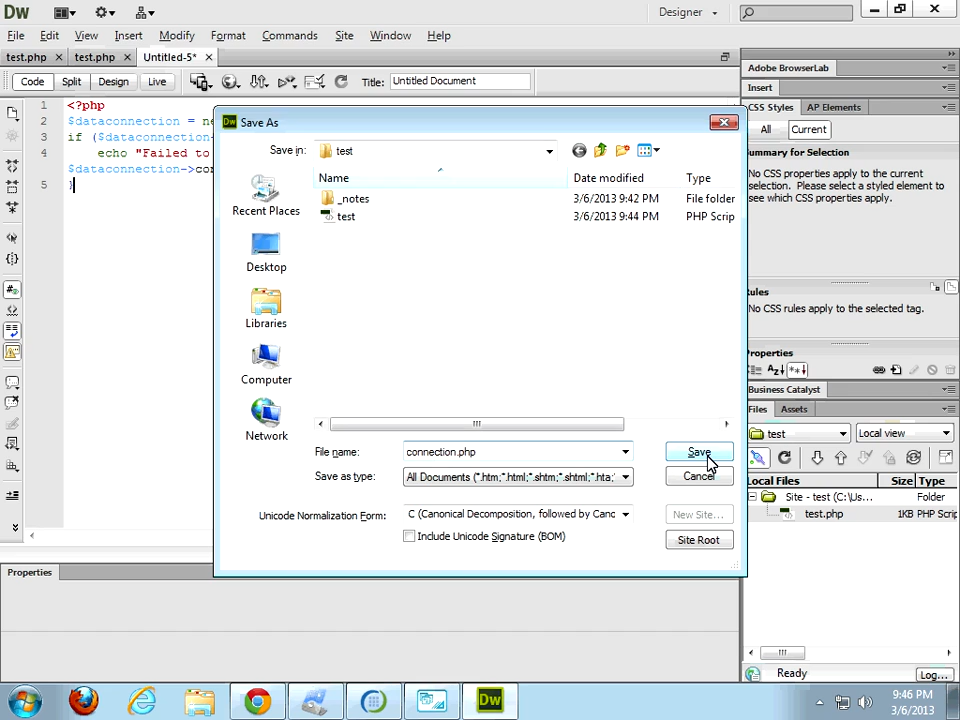 Dw
Designer
File Edit View Insert Modify Format Commands Site Window Help
test.php × test.php × Untitled-5* ×
Code Split Design Live Title: Untitled Document
Adobe BrowserLab
Insert
CSS Styles AP Elements
All Current
Summary for Selection
No CSS properties apply to the current
selection. Please select a styled element
to see which CSS properties apply.
Rules
No CSS rules apply to the selected tag.
Properties
Business Catalyst
Files Assets
test Local view
Local Files Size Type
Site - test (C:\Us... Folder
test.php 1KB PHP Scrip
Ready Log...
1 <?php
2 $dataconnection = ne
3 if ($dataconnection
4 echo "Failed to
$dataconnection->con
5 }
Dw Save As
Save in: test
Recent Places
Desktop
Libraries
Computer
Network
Name Date modified Type
_notes 3/6/2013 9:42 PM File folder
test 3/6/2013 9:44 PM PHP Scrip
File name: connection.php Save
Save as type: All Documents (*.htm;*.html;*.shtm;*.shtml;*.hta; Cancel
Unicode Normalization Form: C (Canonical Decomposition, followed by Canc New Site...
Include Unicode Signature (BOM) Site Root
Properties
Dw
9:46 PM
3/6/2013